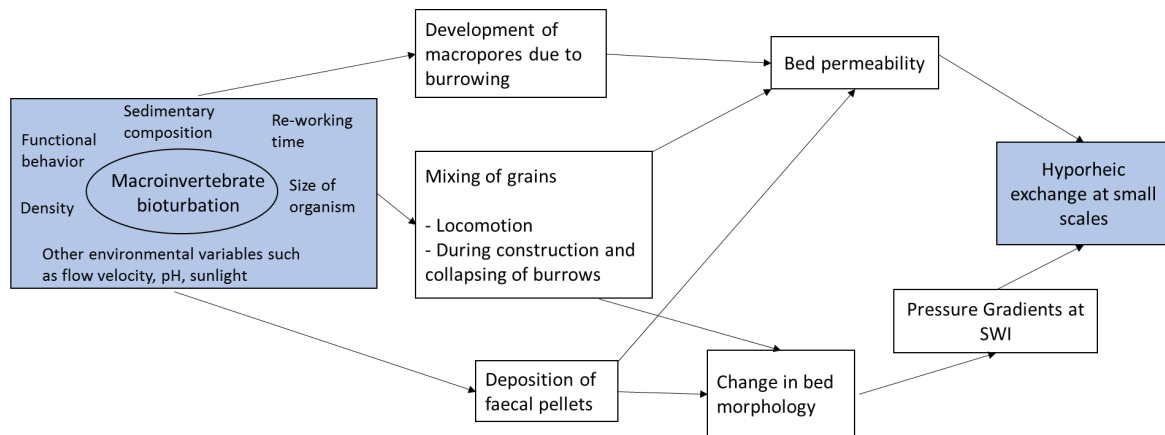 Development of
macropores due to
burrowing
Bed permeability
Sedimentary
composition
Re-working
time
Functional
behavior
Macroinvertebrate
bioturbation
Size of
organism
Density
Other environmental variables such
as flow velocity, pH, sunlight
Mixing of grains
- Locomotion
- During construction and
collapsing of burrows
Hyporheic
exchange at small
scales
Pressure Gradients at
SWI
Deposition of
faecal pellets
Change in bed
morphology